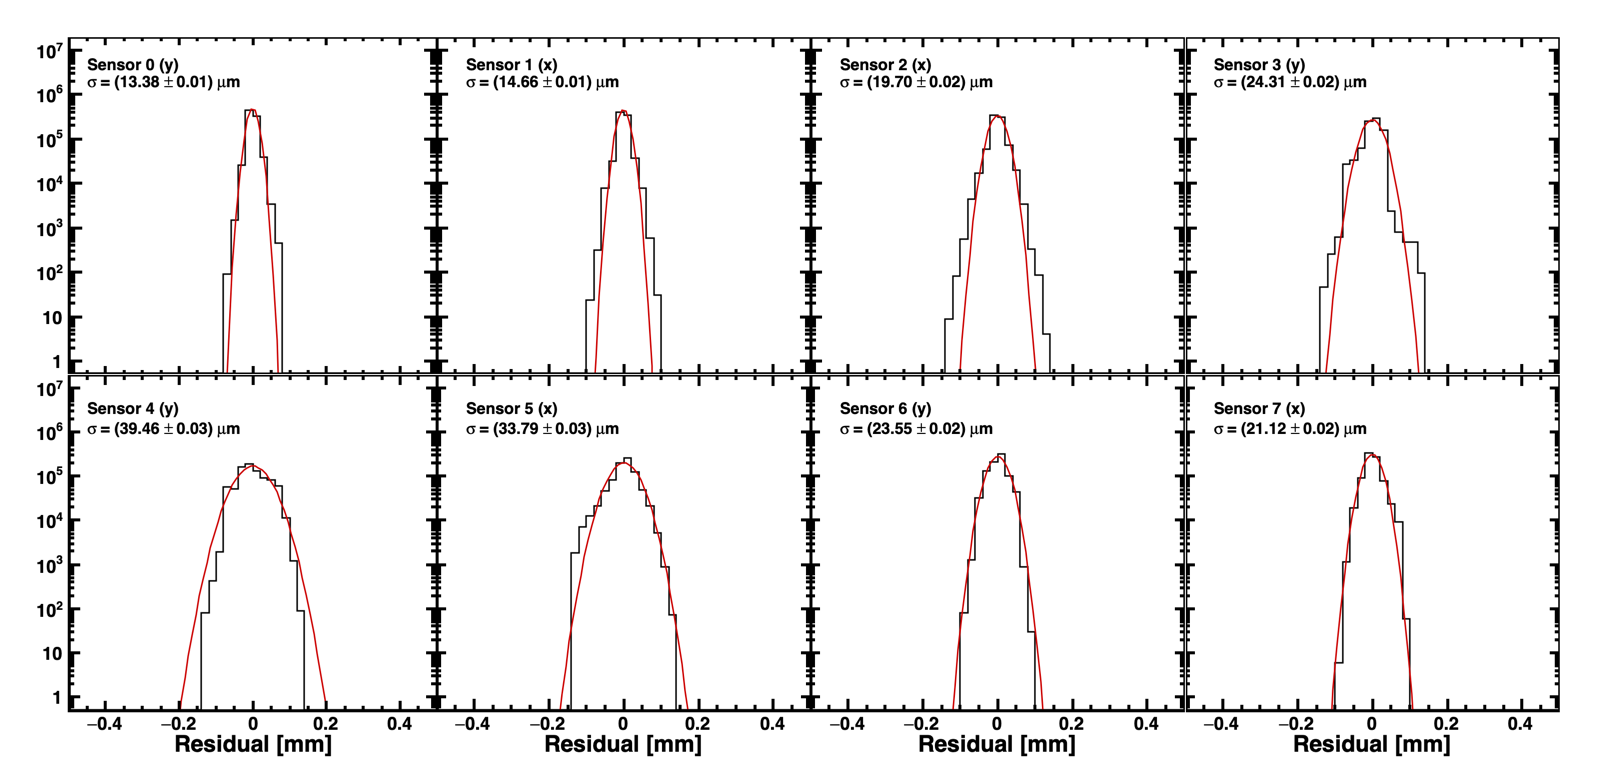 Sensor 0 (y)
σ = (13.38 ± 0.01) μm
Sensor 1 (x)
σ = (14.66 ± 0.01) μm
Sensor 2 (x)
σ = (19.70 ± 0.02) μm
Sensor 3 (y)
σ = (24.31 ± 0.02) μm
10⁷
10⁶
10⁵
10⁴
10³
10²
10
1
Sensor 4 (y)
σ = (39.46 ± 0.03) μm
Sensor 5 (x)
σ = (33.79 ± 0.03) μm
Sensor 6 (y)
σ = (23.55 ± 0.02) μm
Sensor 7 (x)
σ = (21.12 ± 0.02) μm
10⁷
10⁶
10⁵
10⁴
10³
10²
10
1
−0.4 −0.2 0 0.2 0.4
−0.4 −0.2 0 0.2 0.4
−0.4 −0.2 0 0.2 0.4
−0.4 −0.2 0 0.2 0.4
Residual [mm]
Residual [mm]
Residual [mm]
Residual [mm]